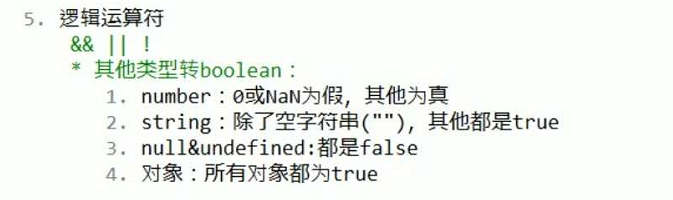 5. 逻辑运算符
&& || !
* 其他类型转boolean：
1. number：0或NaN为假，其他为真
2. string：除了空字符串("")，其他都是true
3. null&undefined:都是false
4. 对象：所有对象都为true